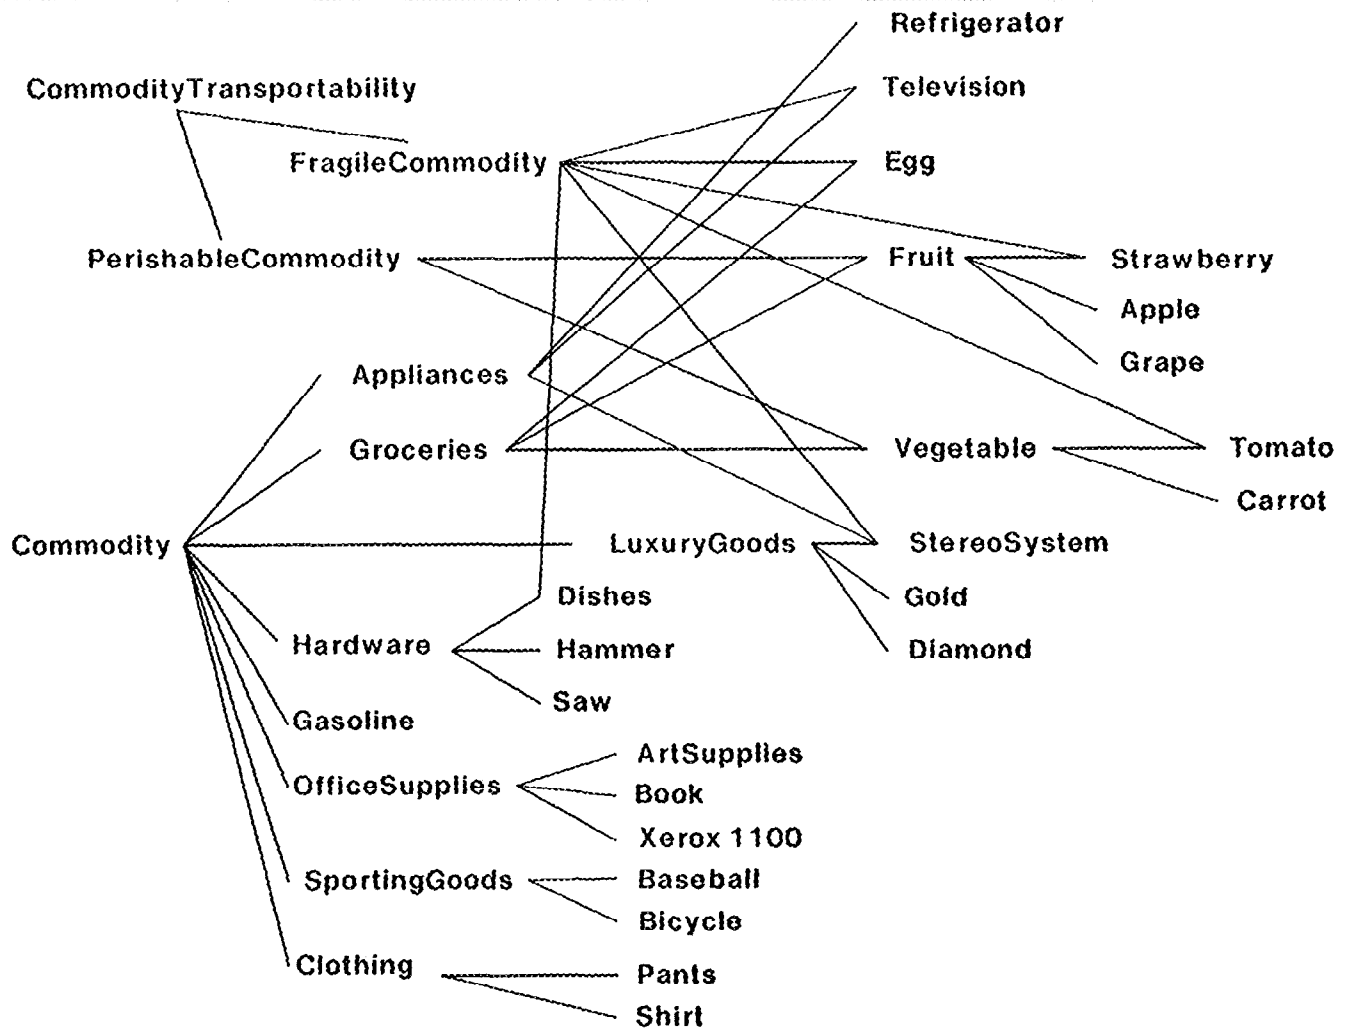 Refrigerator
CommodityTransportability
Television
FragileCommodity
Egg
PerishableCommodity
Fruit
Strawberry
Apple
Grape
Appliances
Groceries
Vegetable
Tomato
Carrot
Commodity
LuxuryGoods
StereoSystem
Dishes
Gold
Hardware
Hammer
Diamond
Saw
Gasoline
ArtSupplies
OfficeSupplies
Book
Xerox 1100
SportingGoods
Baseball
Bicycle
Clothing
Pants
Shirt